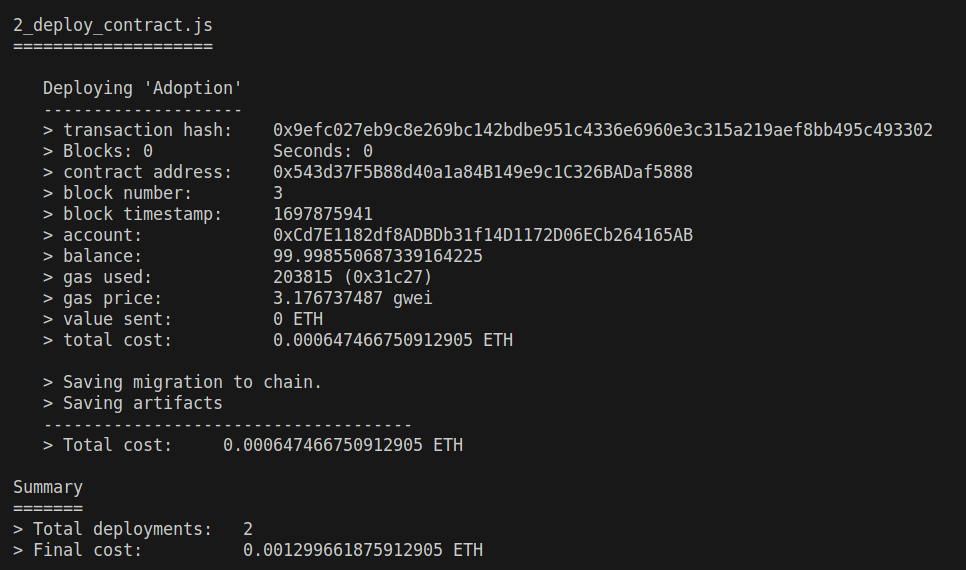 2_deploy_contract.js
====================
Deploying 'Adoption'
--------------------
> transaction hash:    0x9efc027eb9c8e269bc142bdbe951c4336e6960e3c315a219aef8bb495c493302
> Blocks: 0            Seconds: 0
> contract address:    0x543d37F5B88d40a1a84B149e9c1C326BADaf5888
> block number:        3
> block timestamp:     1697875941
> account:             0xCd7E1182df8ADBDb31f14D1172D06ECb264165AB
> balance:             99.998550687339164225
> gas used:            203815 (0x31c27)
> gas price:           3.176737487 gwei
> value sent:          0 ETH
> total cost:          0.000647466750912905 ETH
> Saving migration to chain.
> Saving artifacts
-------------------------------------
> Total cost:     0.000647466750912905 ETH
Summary
=======
> Total deployments:   2
> Final cost:          0.001299661875912905 ETH